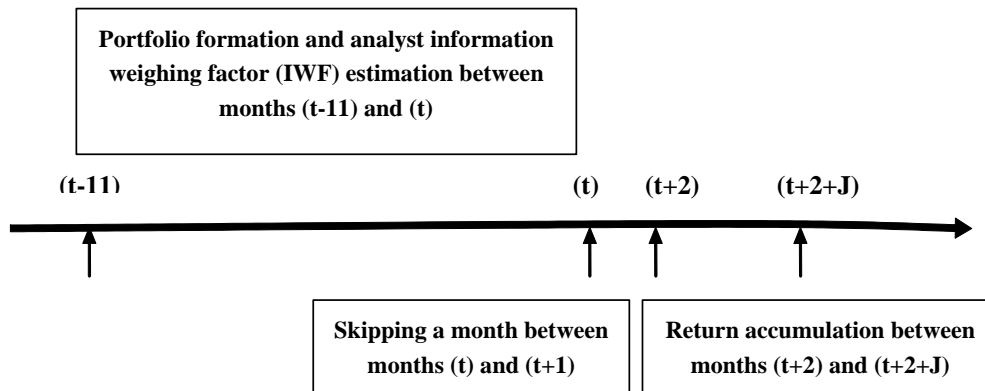 Portfolio formation and analyst information
weighing factor (IWF) estimation between
months (t-11) and (t)
(t-11)
(t)
(t+2)
(t+2+J)
Skipping a month between
months (t) and (t+1)
Return accumulation between
months (t+2) and (t+2+J)